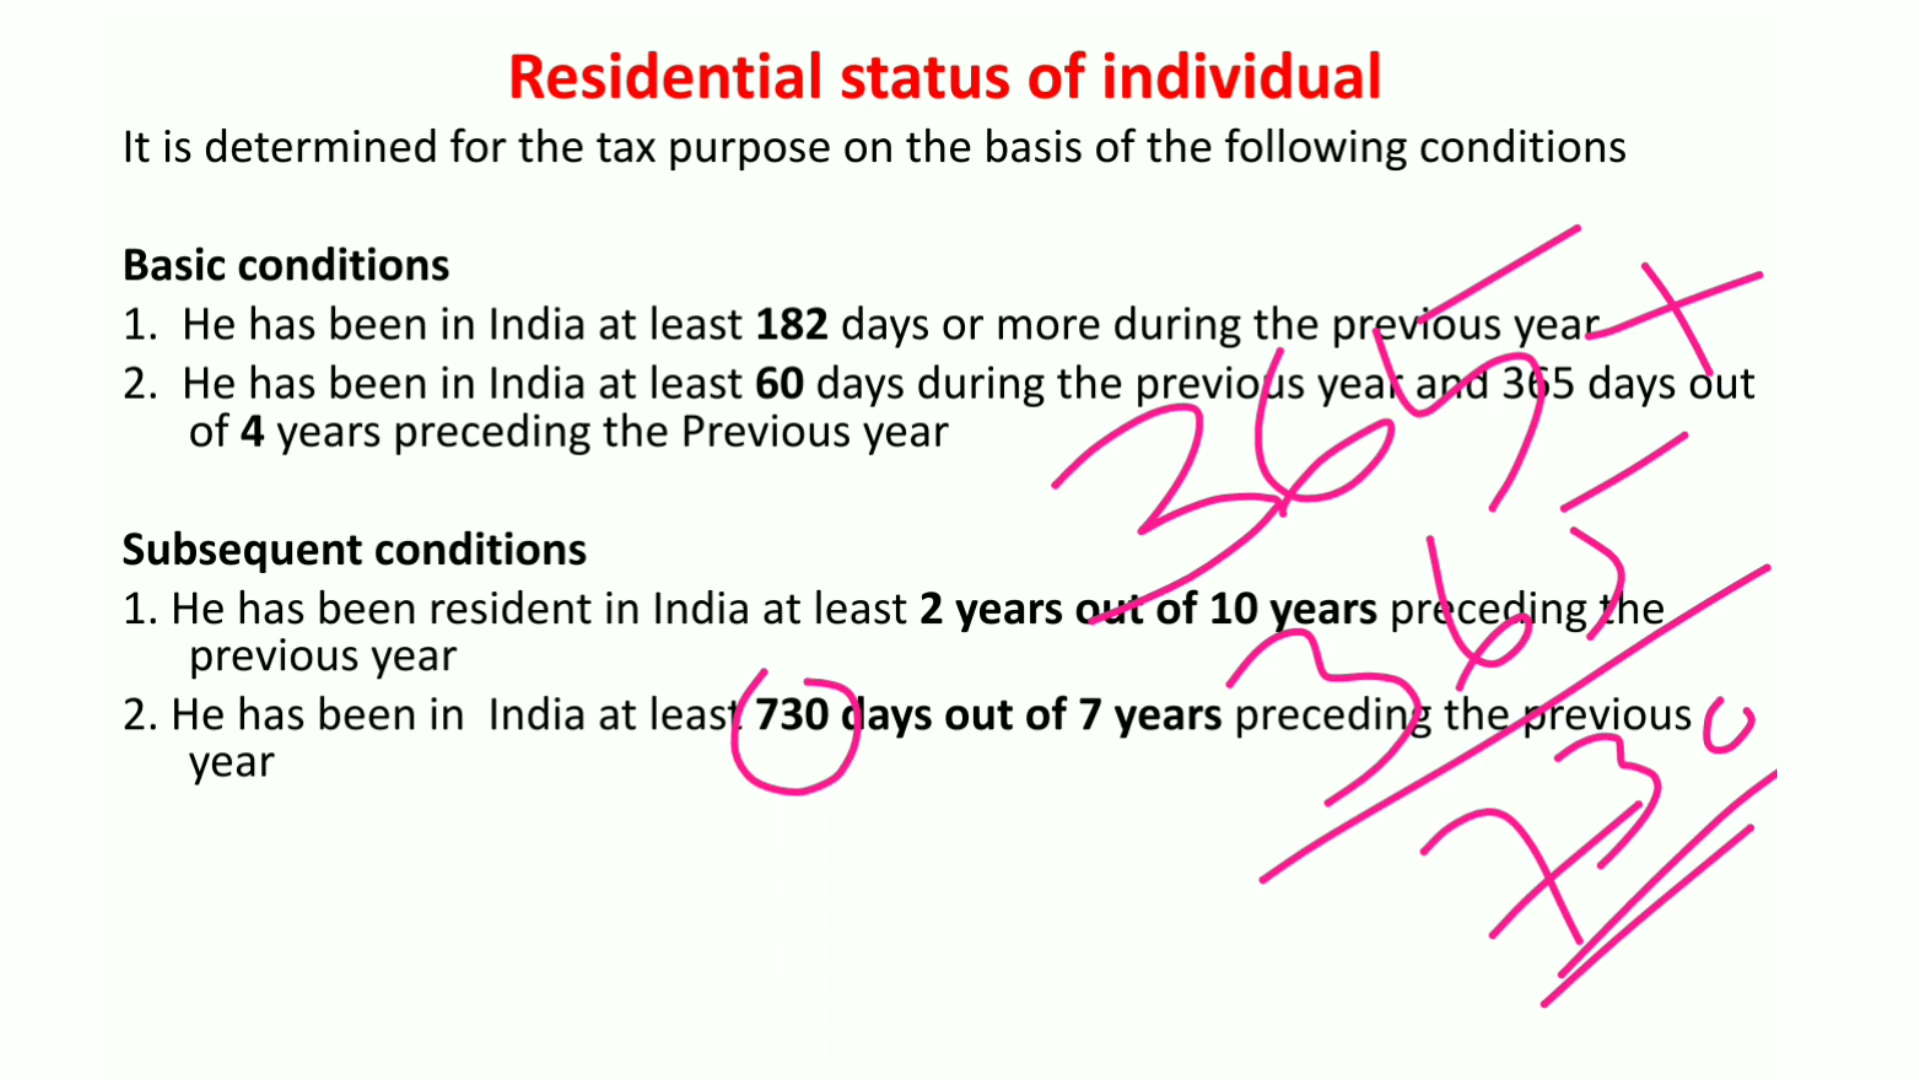 Residential status of individual
It is determined for the tax purpose on the basis of the following conditions
Basic conditions
1. He has been in India at least 182 days or more during the previous year
2. He has been in India at least 60 days during the previous year and 365 days out
of 4 years preceding the Previous year
Subsequent conditions
1. He has been resident in India at least 2 years out of 10 years preceding the
previous year
2. He has been in India at least 730 days out of 7 years preceding the previous
year
365 +
365
730